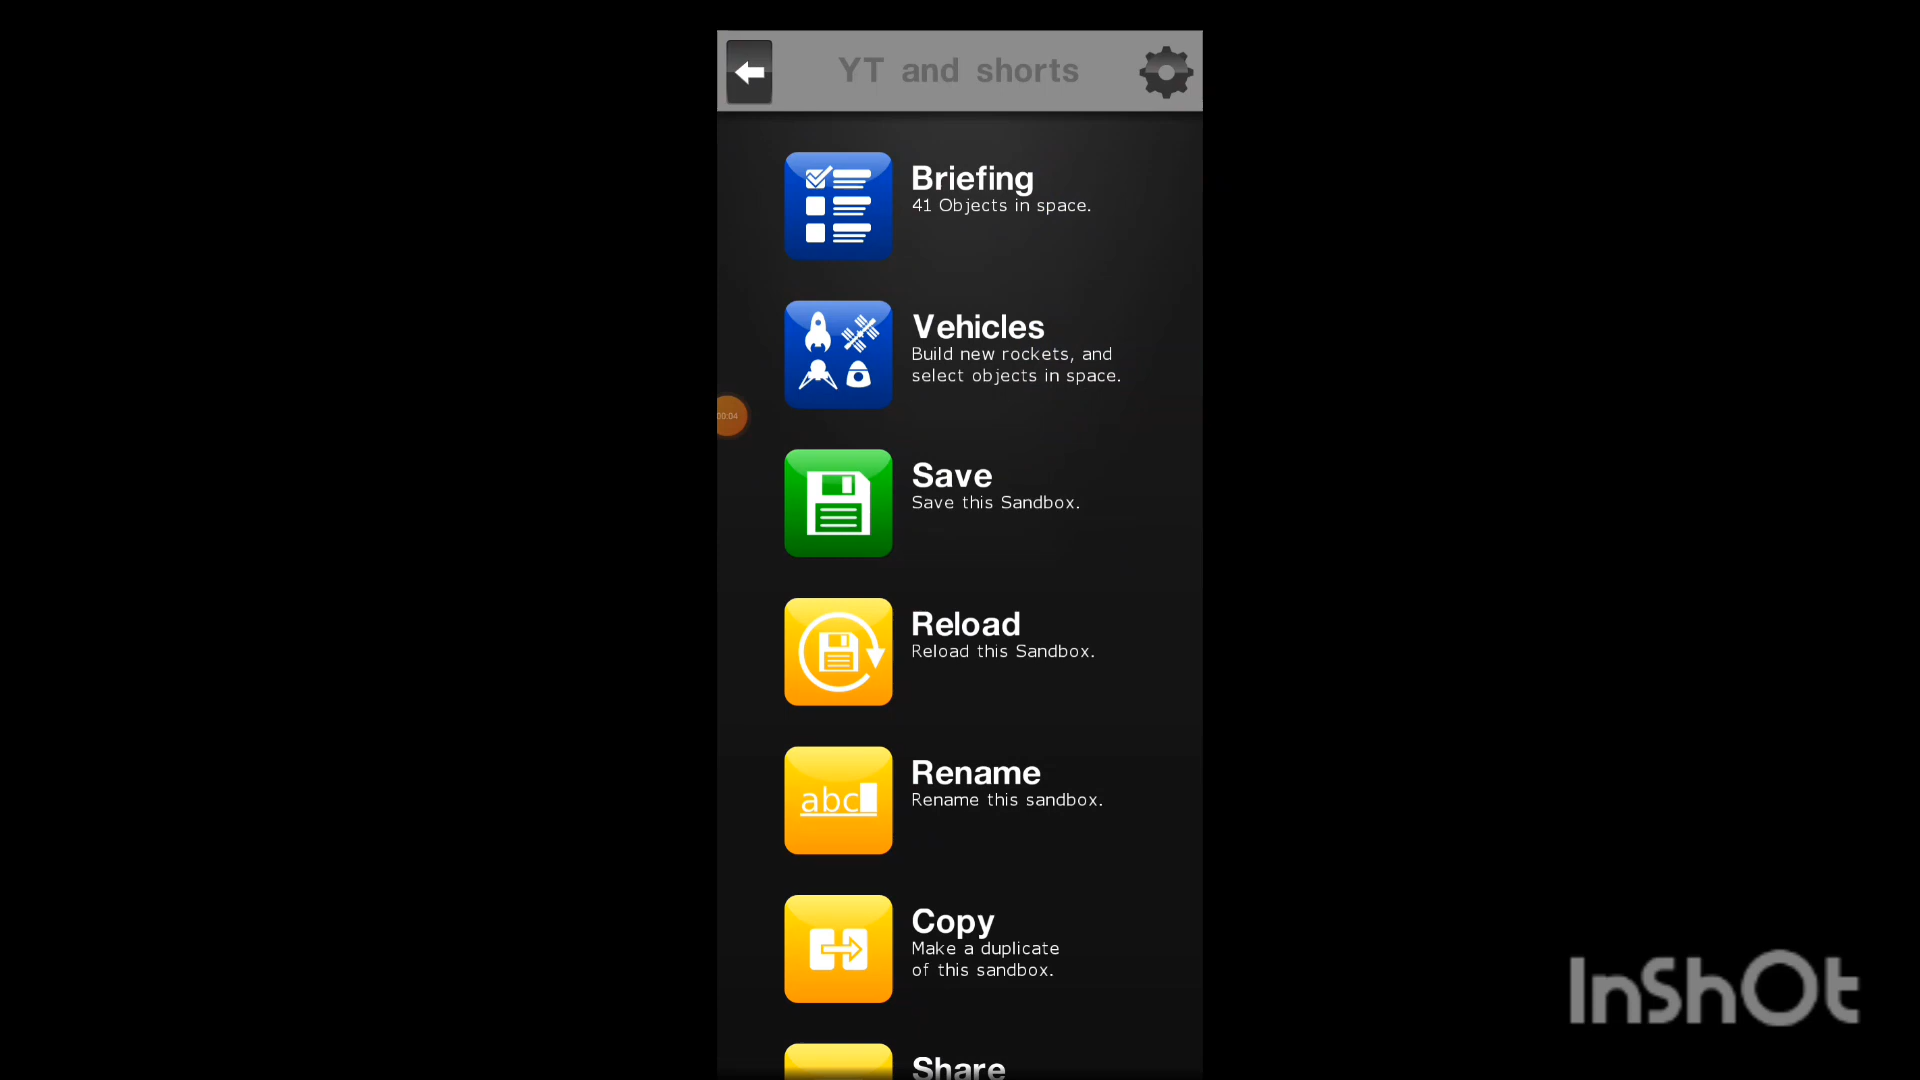 YT and shorts
Briefing
41 Objects in space.
Vehicles
Build new rockets, and
select objects in space.
00:04
Save
Save this Sandbox.
Reload
Reload this Sandbox.
abc
Rename
Rename this sandbox.
Copy
Make a duplicate
of this sandbox.
Share
InShOt